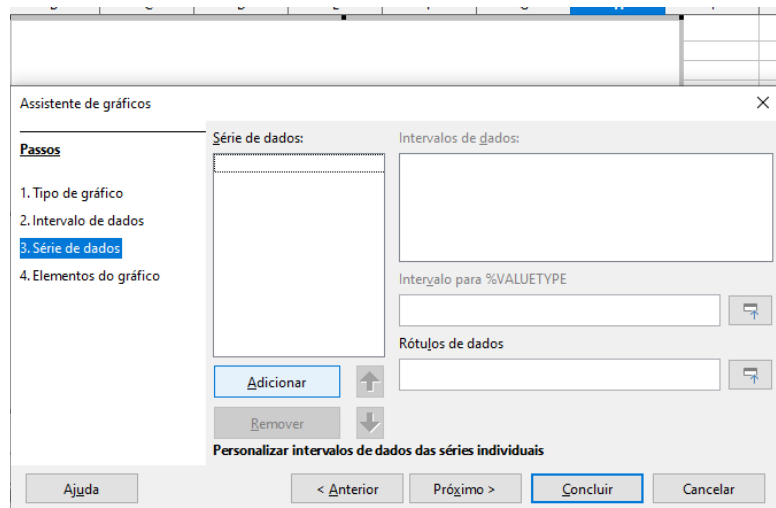 Assistente de gráficos
Passos
1. Tipo de gráfico
2. Intervalo de dados
3. Série de dados
4. Elementos do gráfico
Série de dados:
Adicionar
Remover
Intervalos de dados:
Intervalo para %VALUETYPE
Rótulos de dados
Personalizar intervalos de dados das séries individuais
Ajuda
< Anterior
Próximo >
Concluir
Cancelar